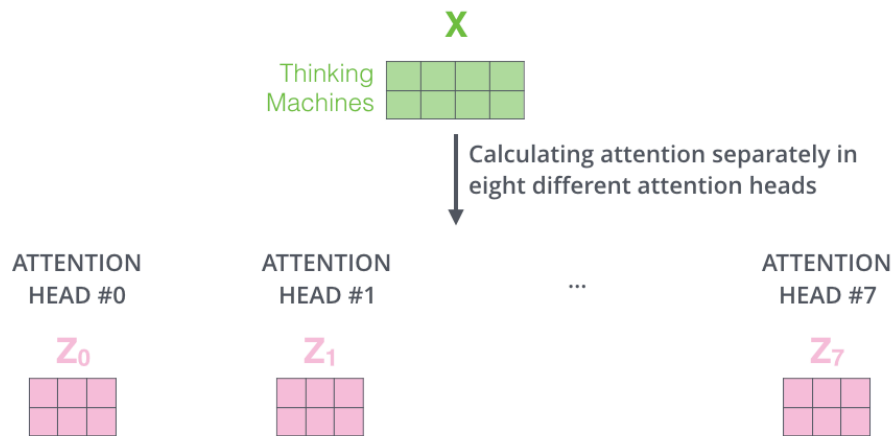 X
Thinking
Machines
Calculating attention separately in
eight different attention heads
ATTENTION
HEAD #0
ATTENTION
HEAD #1
...
ATTENTION
HEAD #7
Z₀
Z₁
Z₇